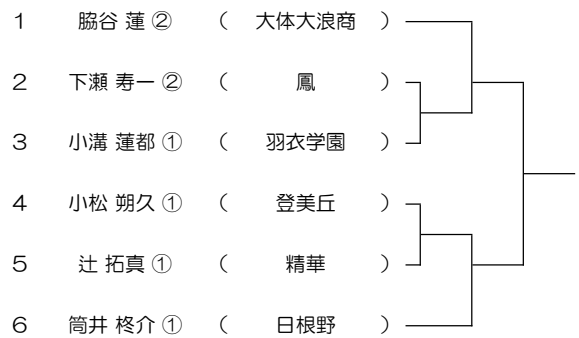 1 脇谷 蓮 ② （ 大体大浪商 ）
2 下瀬 寿一 ② （ 鳳 ）
3 小溝 蓮都 ① （ 羽衣学園 ）
4 小松 朔久 ① （ 登美丘 ）
5 辻 拓真 ① （ 精華 ）
6 筒井 柊介 ① （ 日根野 ）